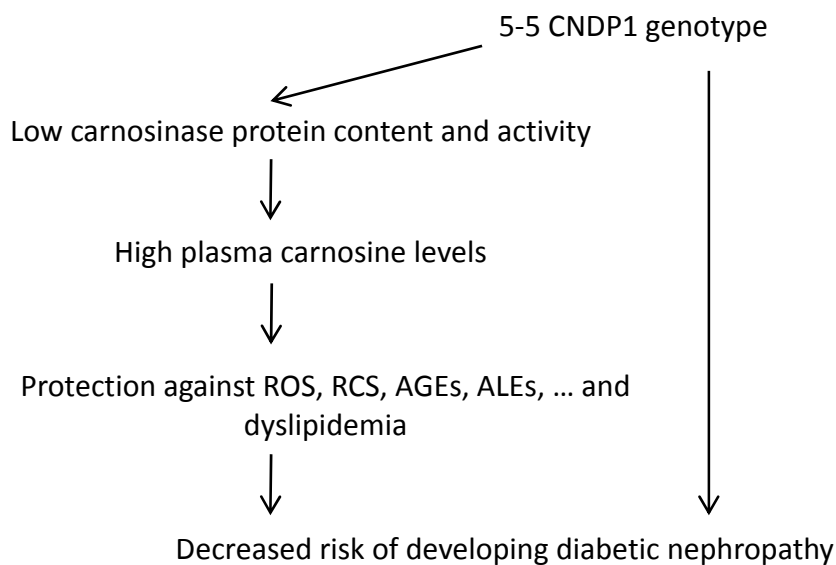 5-5 CNDP1 genotype
Low carnosinase protein content and activity
High plasma carnosine levels
Protection against ROS, RCS, AGEs, ALEs, … and
dyslipidemia
Decreased risk of developing diabetic nephropathy